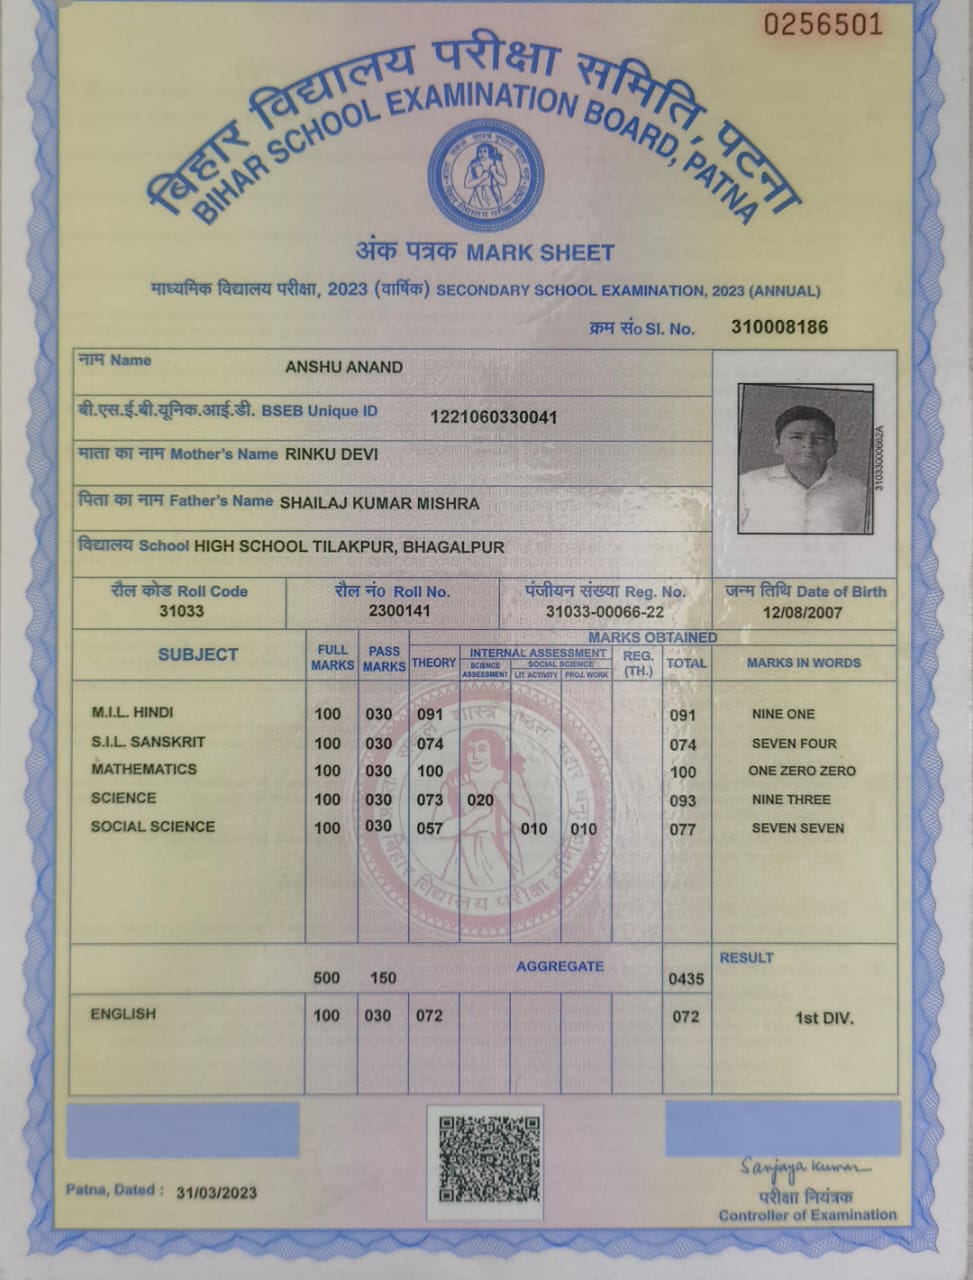 0256501
बिहार विद्यालय परीक्षा समिति, पटना
BIHAR SCHOOL EXAMINATION BOARD, PATNA
अंक पत्रक MARK SHEET
माध्यमिक विद्यालय परीक्षा, 2023 (वार्षिक) SECONDARY SCHOOL EXAMINATION, 2023 (ANNUAL)
क्रम सं० Sl. No. 310008186
नाम Name ANSHU ANAND
बी.एस.ई.बी.यूनिक.आई.डी. BSEB Unique ID 1221060330041
माता का नाम Mother's Name RINKU DEVI
पिता का नाम Father's Name SHAILAJ KUMAR MISHRA
विद्यालय School HIGH SCHOOL TILAKPUR, BHAGALPUR
310330000662A
रौल कोड Roll Code रौल नं० Roll No. पंजीयन संख्या Reg. No. जन्म तिथि Date of Birth
31033 2300141 31033-00066-22 12/08/2007
SUBJECT FULL MARKS PASS MARKS MARKS OBTAINED
THEORY INTERNAL ASSESSMENT REG. (TH.) TOTAL MARKS IN WORDS
SCIENCE ASSESSMENT SOCIAL SCIENCE
LIT. ACTIVITY PROJ. WORK
M.I.L. HINDI 100 030 091 091 NINE ONE
S.I.L. SANSKRIT 100 030 074 074 SEVEN FOUR
MATHEMATICS 100 030 100 100 ONE ZERO ZERO
SCIENCE 100 030 073 020 093 NINE THREE
SOCIAL SCIENCE 100 030 057 010 010 077 SEVEN SEVEN
बिहार विद्यालय परीक्षा समिति
500 150 AGGREGATE 0435 RESULT
ENGLISH 100 030 072 072 1st DIV.
Patna, Dated : 31/03/2023
Sanjaya Kumar
परीक्षा नियंत्रक
Controller of Examination